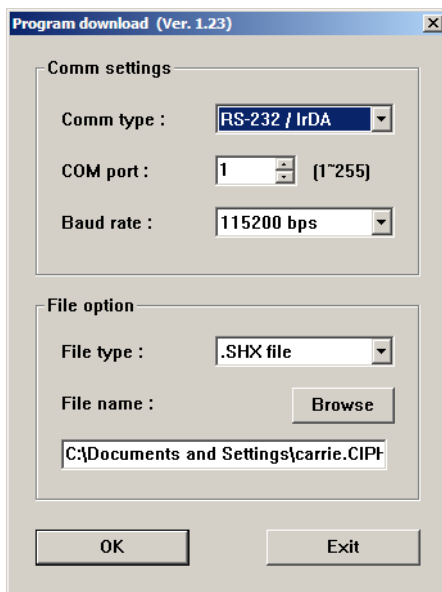 Program download (Ver. 1.23)
Comm settings
Comm type : RS-232 / IrDA
COM port : 1 (1~255)
Baud rate : 115200 bps
File option
File type : .SHX file
File name : Browse
C:\Documents and Settings\carrie.CIPH
OK Exit